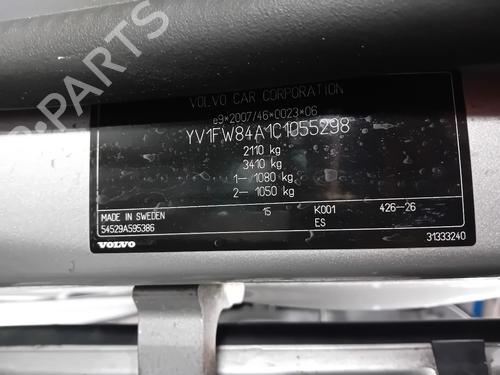 VOLVO CAR CORPORATION
e9*2007/46*0023*06
YV1FW84A1C1055298
2110 kg
3410 kg
1– 1080 kg
2– 1050 kg
MADE IN SWEDEN 15 K001 426–26
54529A595386 ES
VOLVO 31333240
B-PARTS